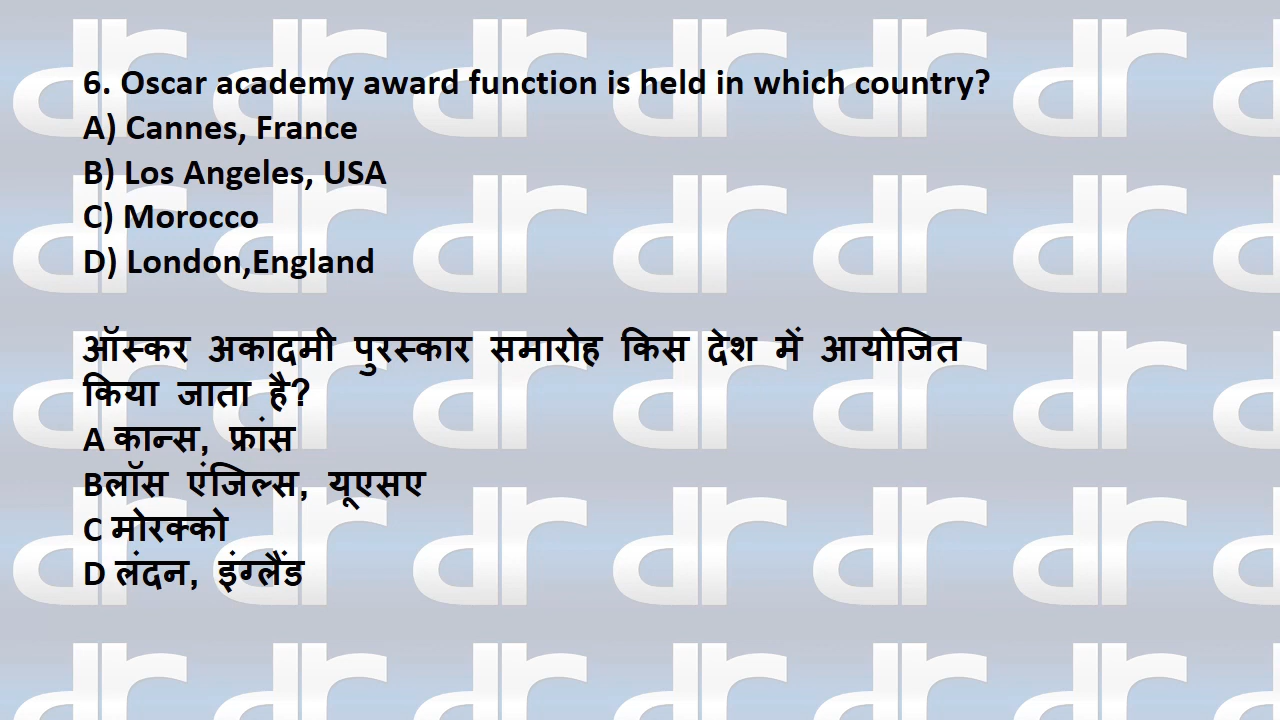 6. Oscar academy award function is held in which country?
A) Cannes, France
B) Los Angeles, USA
C) Morocco
D) London,England
ऑस्कर अकादमी पुरस्कार समारोह किस देश में आयोजित
किया जाता है?
A कान्स, फ्रांस
Bलॉस एंजिल्स, यूएसए
C मोरक्को
D लंदन, इंग्लैंड